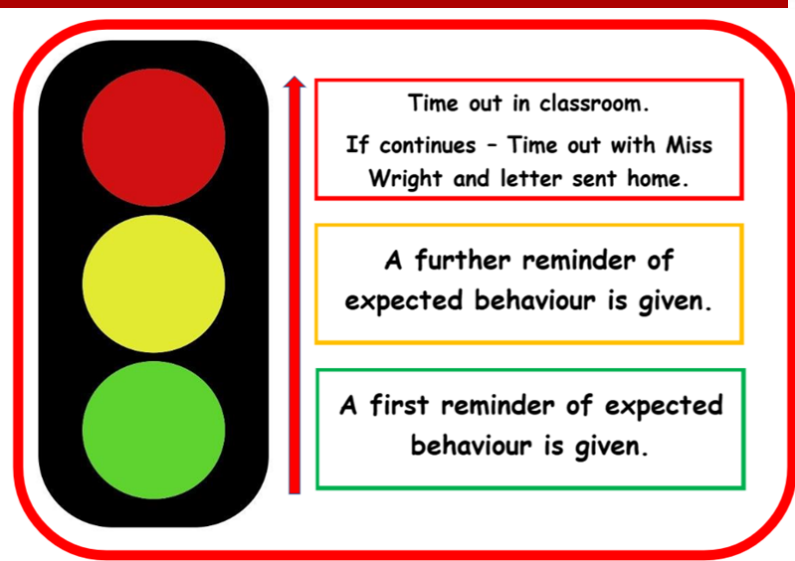 Time out in classroom.
If continues – Time out with Miss
Wright and letter sent home.
A further reminder of
expected behaviour is given.
A first reminder of expected
behaviour is given.